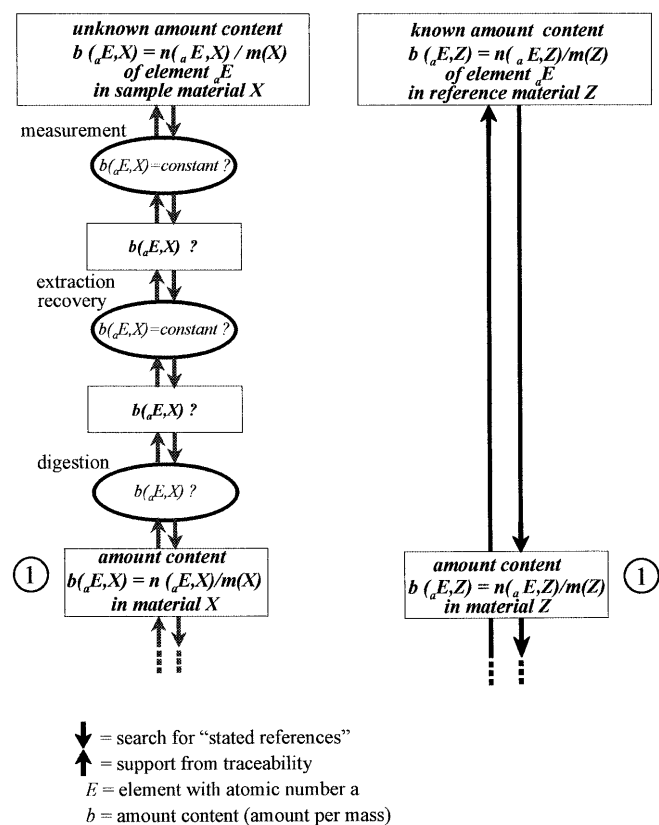 unknown amount content
b (aE,X) = n(a E,X) / m(X)
of element aE
in sample material X
measurement
b(aE,X)=constant ?
b(aE,X) ?
extraction
recovery
b(aE,X)=constant ?
b(aE,X) ?
digestion
b(aE,X) ?
1
amount content
b(aE,X) = n (aE,X)/m(X)
in material X
known amount content
b (aE,Z) = n(a E,Z)/m(Z)
of element aE
in reference material Z
amount content
b (aE,Z) = n(a E,Z)/m(Z)
in material Z
1
= search for “stated references”
= support from traceability
E = element with atomic number a
b = amount content (amount per mass)